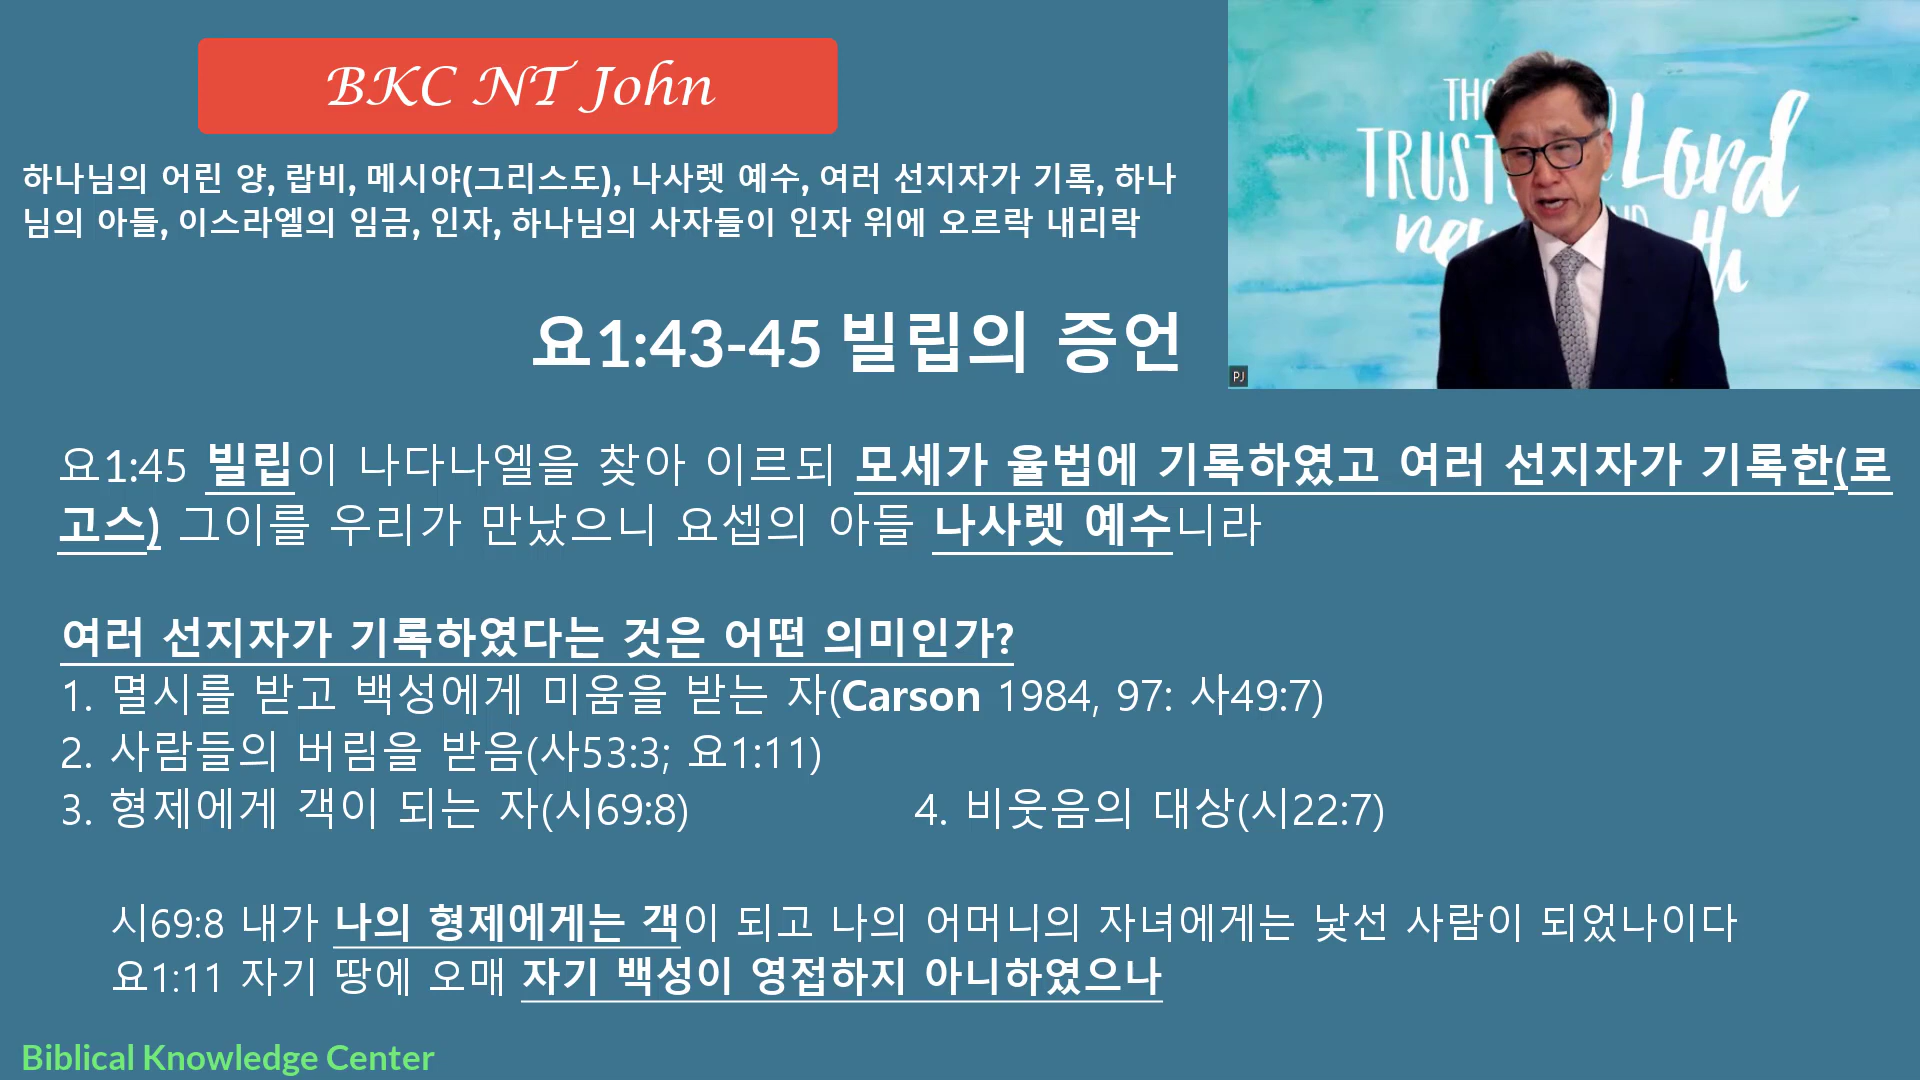 BKC NT John
하나님의 어린 양, 랍비, 메시야(그리스도), 나사렛 예수, 여러 선지자가 기록, 하나
님의 아들, 이스라엘의 임금, 인자, 하나님의 사자들이 인자 위에 오르락 내리락
TH
TRUST Lord
new th
PJ
요1:43-45 빌립의 증언
요1:45 빌립이 나다나엘을 찾아 이르되 모세가 율법에 기록하였고 여러 선지자가 기록한(로
고스) 그이를 우리가 만났으니 요셉의 아들 나사렛 예수니라
여러 선지자가 기록하였다는 것은 어떤 의미인가?
1. 멸시를 받고 백성에게 미움을 받는 자(Carson 1984, 97: 사49:7)
2. 사람들의 버림을 받음(사53:3; 요1:11)
3. 형제에게 객이 되는 자(시69:8) 4. 비웃음의 대상(시22:7)
시69:8 내가 나의 형제에게는 객이 되고 나의 어머니의 자녀에게는 낯선 사람이 되었나이다
요1:11 자기 땅에 오매 자기 백성이 영접하지 아니하였으나
Biblical Knowledge Center